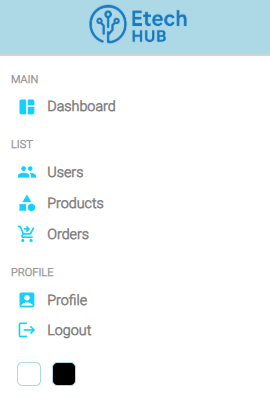 Etech
HUB
MAIN
Dashboard
LIST
Users
Products
Orders
PROFILE
Profile
Logout